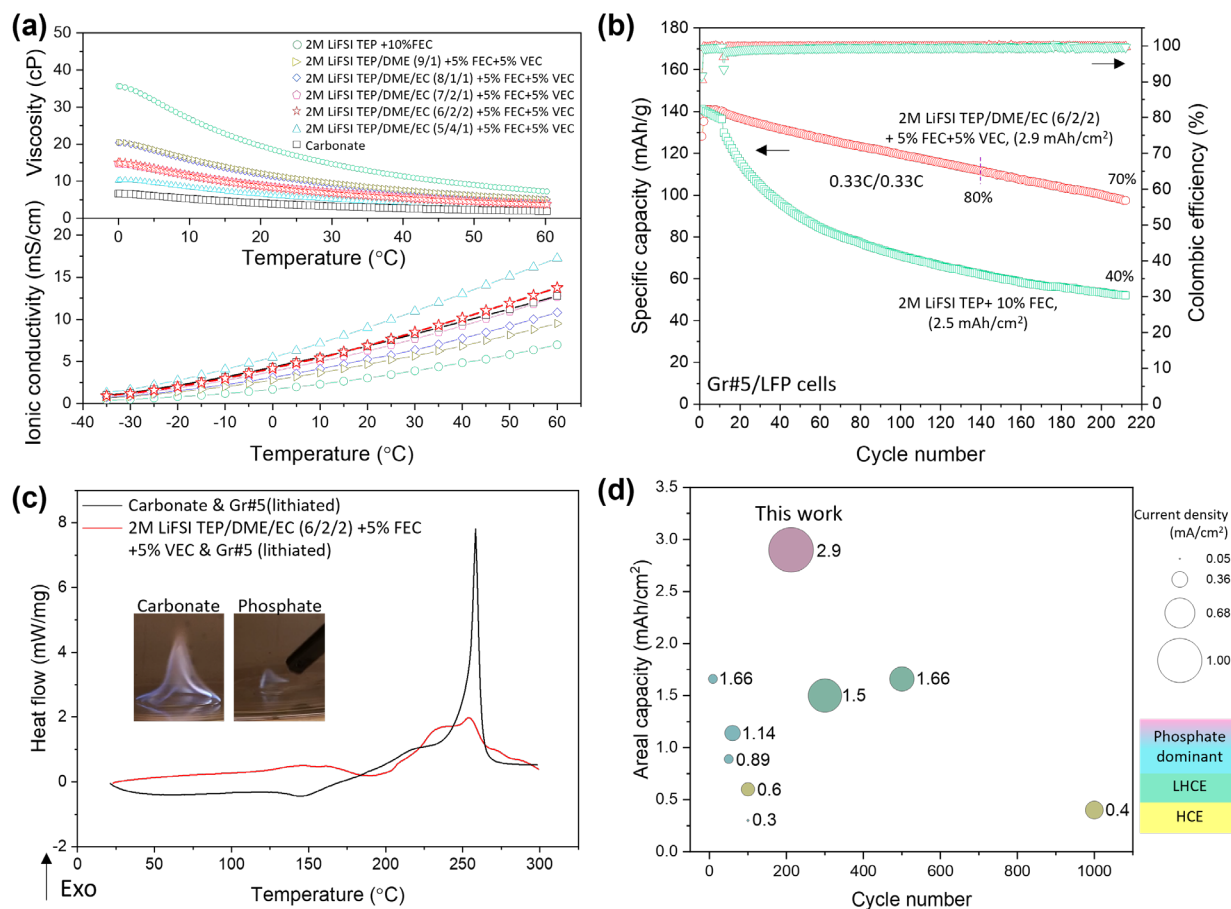 (a)
50
40
30
20
10
0
Viscosity (cP)
2M LiFSI TEP +10%FEC
2M LiFSI TEP/DME (9/1) +5% FEC+5% VEC
2M LiFSI TEP/DME/EC (8/1/1) +5% FEC+5% VEC
2M LiFSI TEP/DME/EC (7/2/1) +5% FEC+5% VEC
2M LiFSI TEP/DME/EC (6/2/2) +5% FEC+5% VEC
2M LiFSI TEP/DME/EC (5/4/1) +5% FEC+5% VEC
Carbonate
0 10 20 30 40 50 60
Temperature (°C)
20
15
10
5
0
Ionic conductivity (mS/cm)
-40 -30 -20 -10 0 10 20 30 40 50 60
Temperature (°C)
(b)
180
160
140
120
100
80
60
40
20
0
Specific capacity (mAh/g)
2M LiFSI TEP/DME/EC (6/2/2)
+ 5% FEC+5% VEC, (2.9 mAh/cm²)
0.33C/0.33C
80%
70%
40%
2M LiFSI TEP+ 10% FEC,
(2.5 mAh/cm²)
Gr#5/LFP cells
100
90
80
70
60
50
40
30
20
10
0
Colombic efficiency (%)
0 20 40 60 80 100 120 140 160 180 200 220
Cycle number
(c)
8
6
4
2
0
-2
Heat flow (mW/mg)
Carbonate & Gr#5(lithiated)
2M LiFSI TEP/DME/EC (6/2/2) +5% FEC
+5% VEC & Gr#5 (lithiated)
Carbonate Phosphate
0 50 100 150 200 250 300
Temperature (°C)
Exo
(d)
3.5
3.0
2.5
2.0
1.5
1.0
0.5
0.0
Areal capacity (mAh/cm²)
This work
2.9
1.66
1.5
1.66
1.14
0.89
0.6
0.3
0.4
0 200 400 600 800 1000
Cycle number
Current density
(mA/cm²)
0.05
0.36
0.68
1.00
Phosphate
dominant
LHCE
HCE